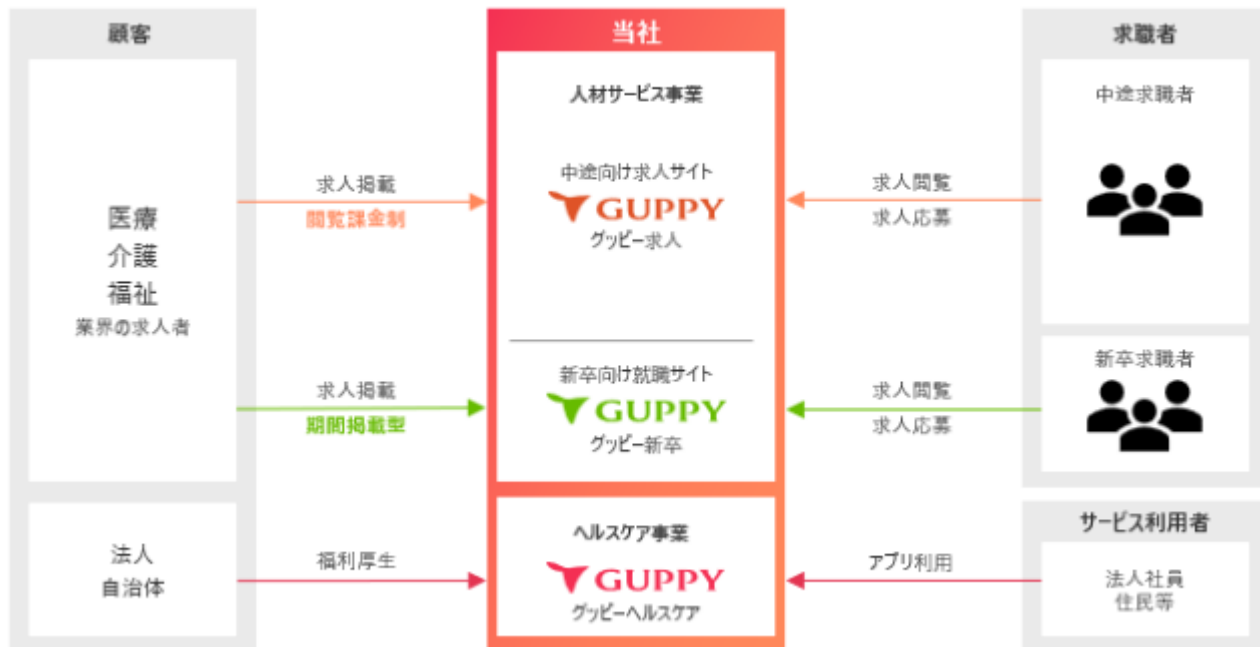 顧客
医療
介護
福祉
業界の求人者
法人
自治体
求人掲載
閲覧課金制
求人掲載
期間掲載型
福利厚生
当社
人材サービス事業
中途向け求人サイト
GUPPY
グッピー求人
新卒向け就職サイト
GUPPY
グッピー新卒
ヘルスケア事業
GUPPY
グッピーヘルスケア
求人閲覧
求人応募
求人閲覧
求人応募
アプリ利用
求職者
中途求職者
新卒求職者
サービス利用者
法人社員
住民等